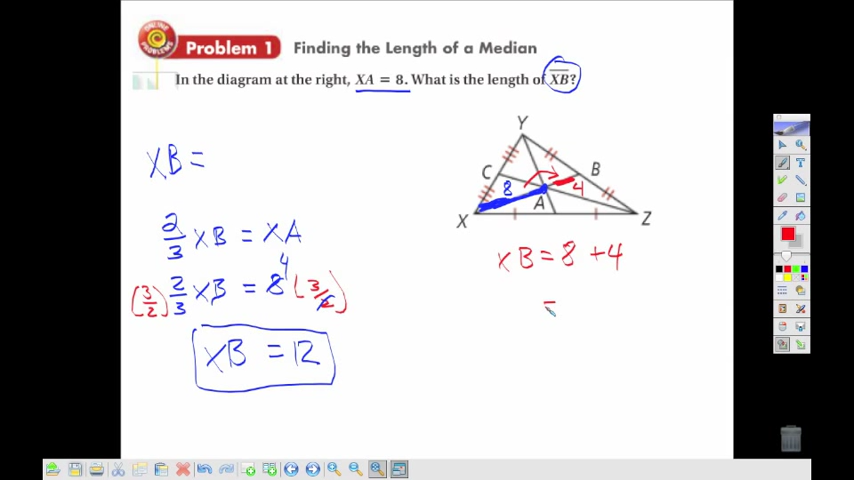 ONLINE
PROBLEMS
Problem 1 Finding the Length of a Median
In the diagram at the right, XA = 8. What is the length of XB?
XB =
2/3 XB = XA
4
(3/2) 2/3 XB = 8 (3/2)
XB = 12
Y
C B
8 4
A
X Z
XB = 8 + 4
=
T